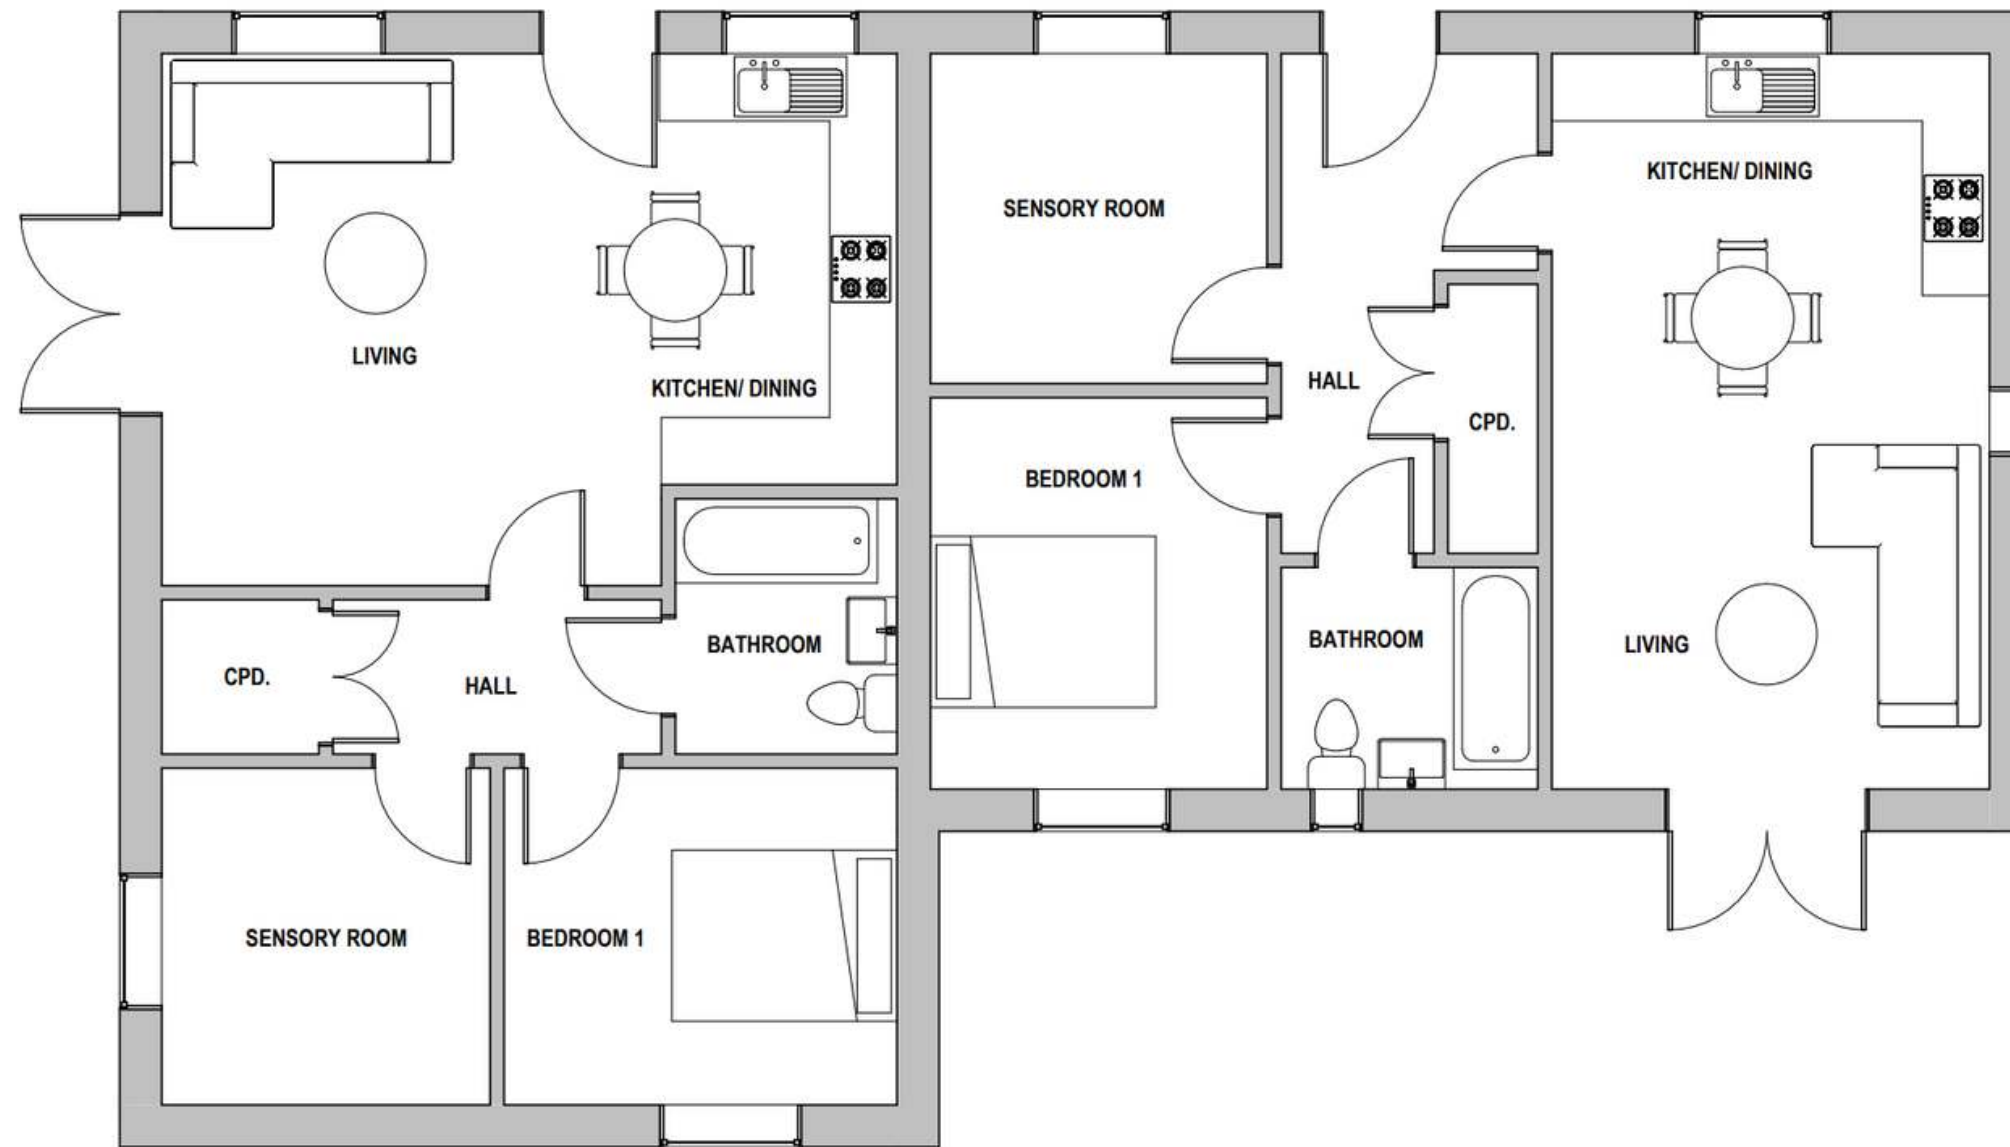 LIVING
KITCHEN/ DINING
CPD.
HALL
BATHROOM
SENSORY ROOM
BEDROOM 1
SENSORY ROOM
KITCHEN/ DINING
HALL
CPD.
BEDROOM 1
BATHROOM
LIVING